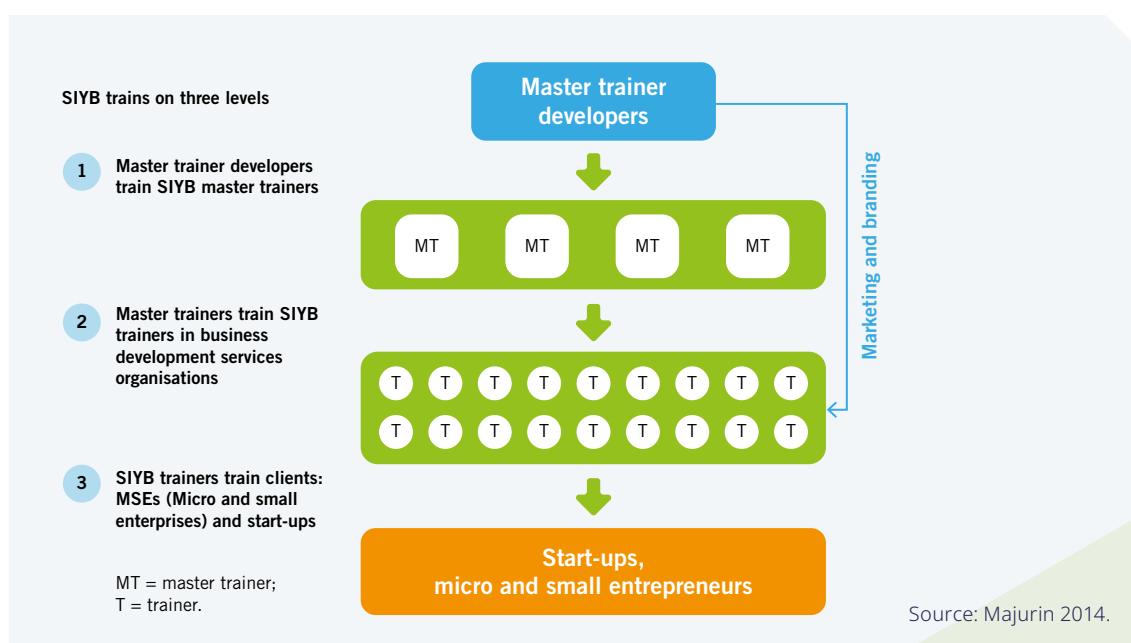 SIYB trains on three levels
Master trainer
developers
1
Master trainer developers
train SIYB master trainers
MT MT MT MT
Marketing and branding
2
Master trainers train SIYB
trainers in business
development services
organisations
T T T T T T T T T
T T T T T T T T T
3
SIYB trainers train clients:
MSEs (Micro and small
enterprises) and start-ups
Start-ups,
micro and small entrepreneurs
MT = master trainer;
T = trainer.
Source: Majurin 2014.